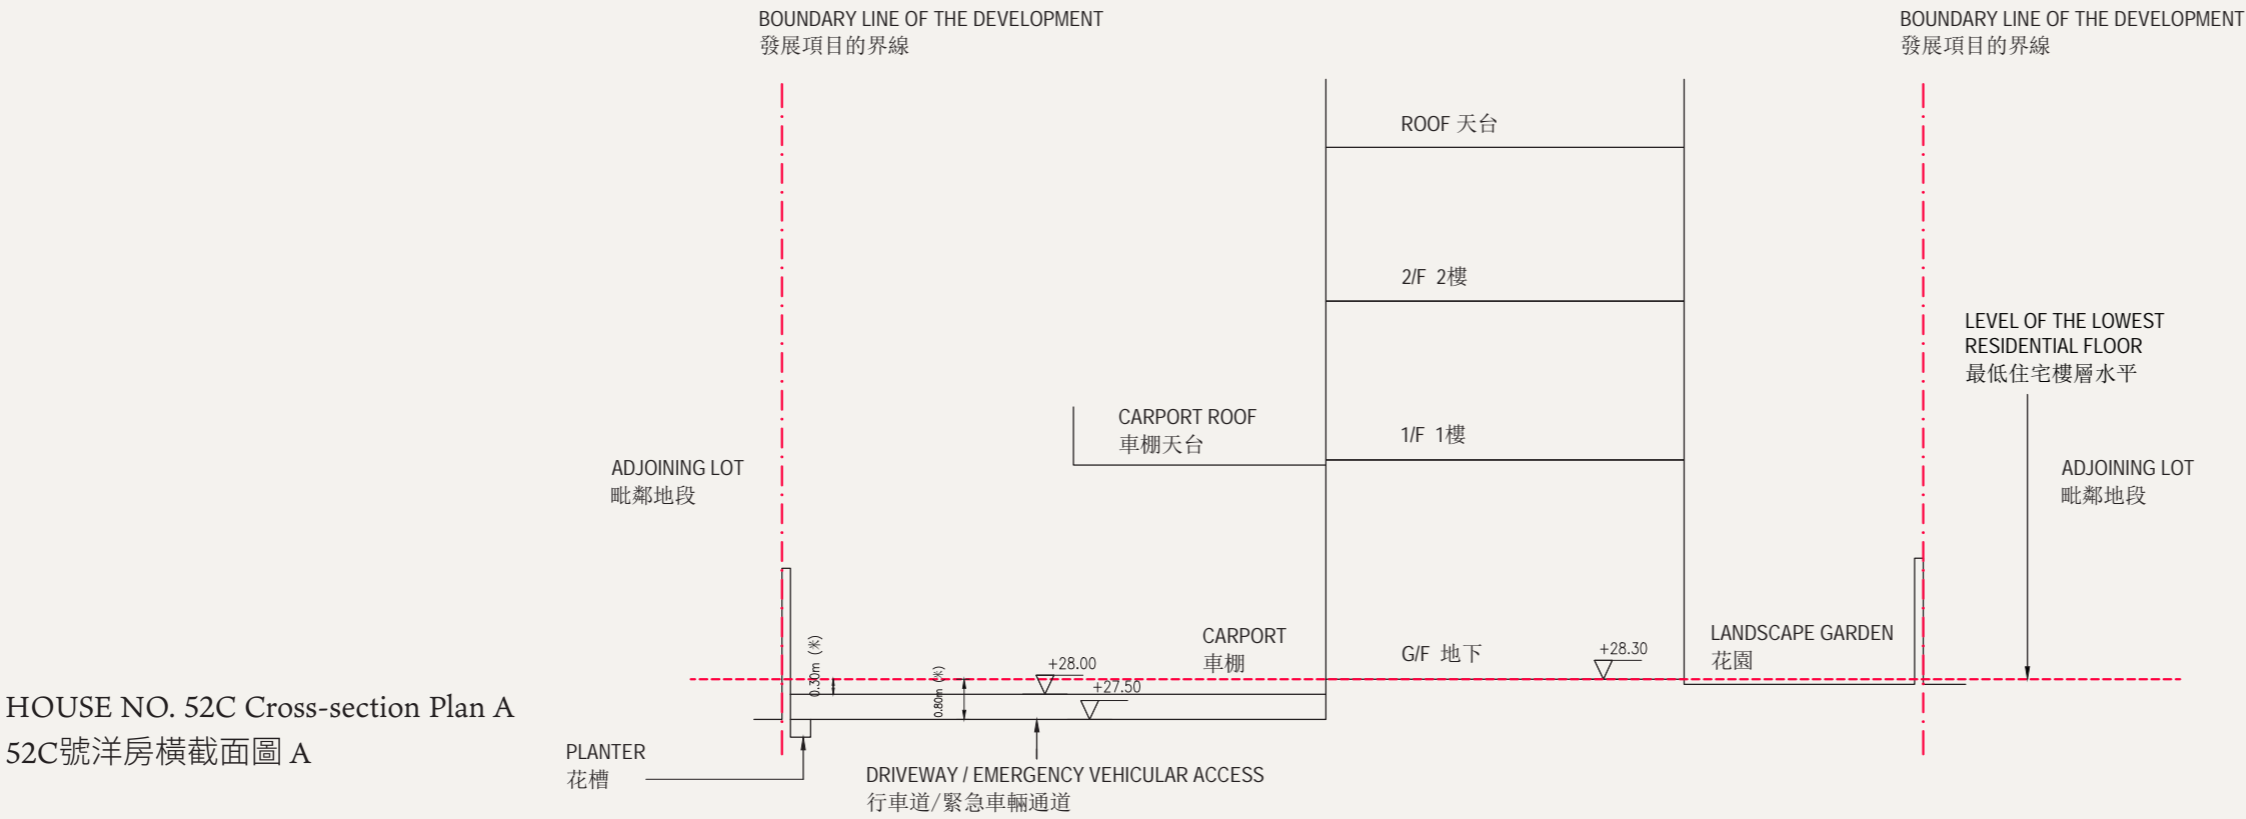 BOUNDARY LINE OF THE DEVELOPMENT
發展項目的界線
BOUNDARY LINE OF THE DEVELOPMENT
發展項目的界線
ROOF 天台
2/F 2樓
LEVEL OF THE LOWEST
RESIDENTIAL FLOOR
最低住宅樓層水平
CARPORT ROOF
車棚天台
1/F 1樓
ADJOINING LOT
毗鄰地段
ADJOINING LOT
毗鄰地段
0.30m (米)
0.80m (米)
+28.00
+27.50
CARPORT
車棚
G/F 地下
+28.30
LANDSCAPE GARDEN
花園
HOUSE NO. 52C Cross-section Plan A
52C號洋房橫截面圖 A
PLANTER
花槽
DRIVEWAY / EMERGENCY VEHICULAR ACCESS
行車道/緊急車輛通道